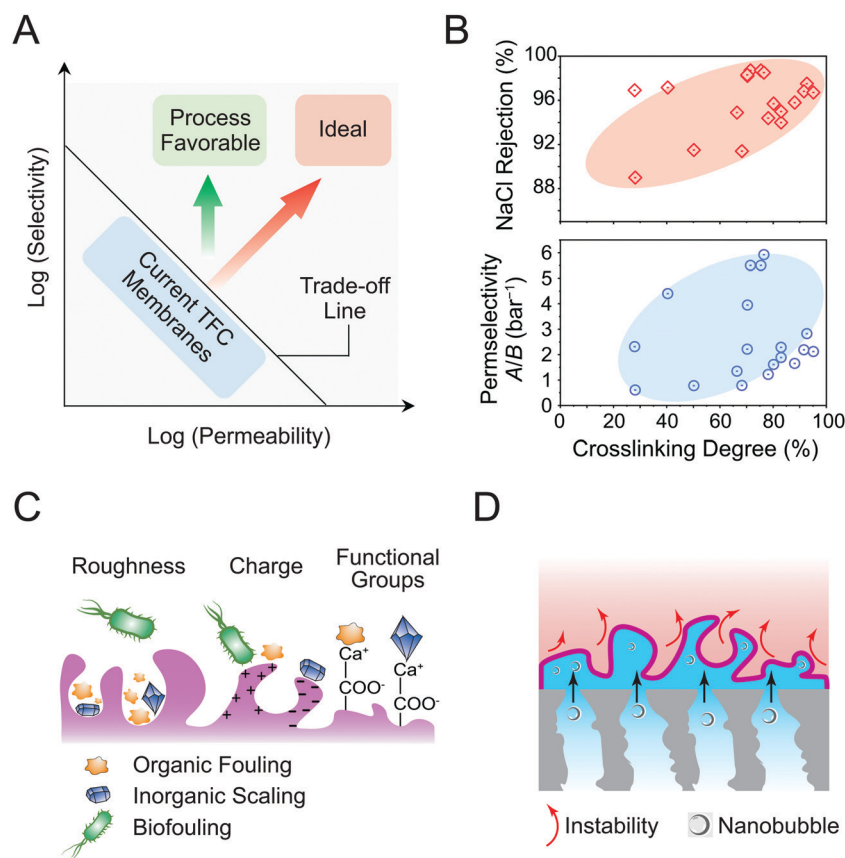 A
Log (Selectivity)
Process
Favorable
Ideal
Current TFC
Membranes
Trade-off
Line
Log (Permeability)
B
NaCl Rejection (%)
100
96
92
88
Permselectivity
A/B (bar⁻¹)
6
5
4
3
2
1
0
0 20 40 60 80 100
Crosslinking Degree (%)
C
Roughness
Charge
Functional
Groups
Ca⁺
C
COO⁻
Ca⁺
C
COO⁻
+ + + + + +
− − − − − −
Organic Fouling
Inorganic Scaling
Biofouling
D
Instability
Nanobubble